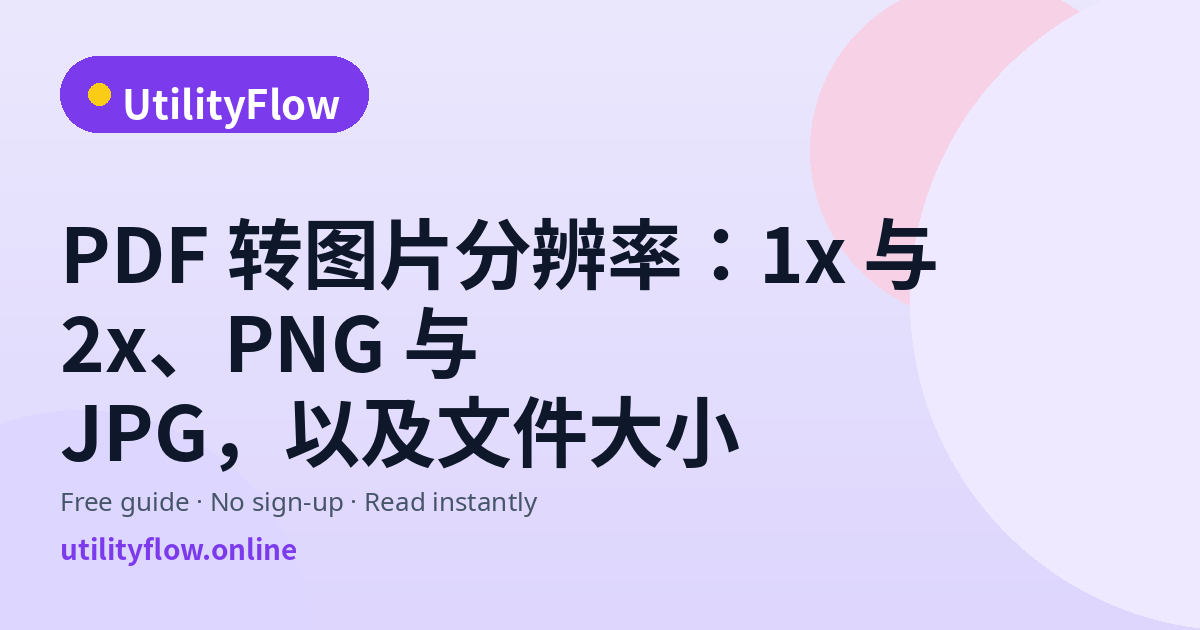 UtilityFlow
PDF 转图片分辨率：1x 与
2x、PNG 与
JPG，以及文件大小
Free guide · No sign-up · Read instantly
utilityflow.online